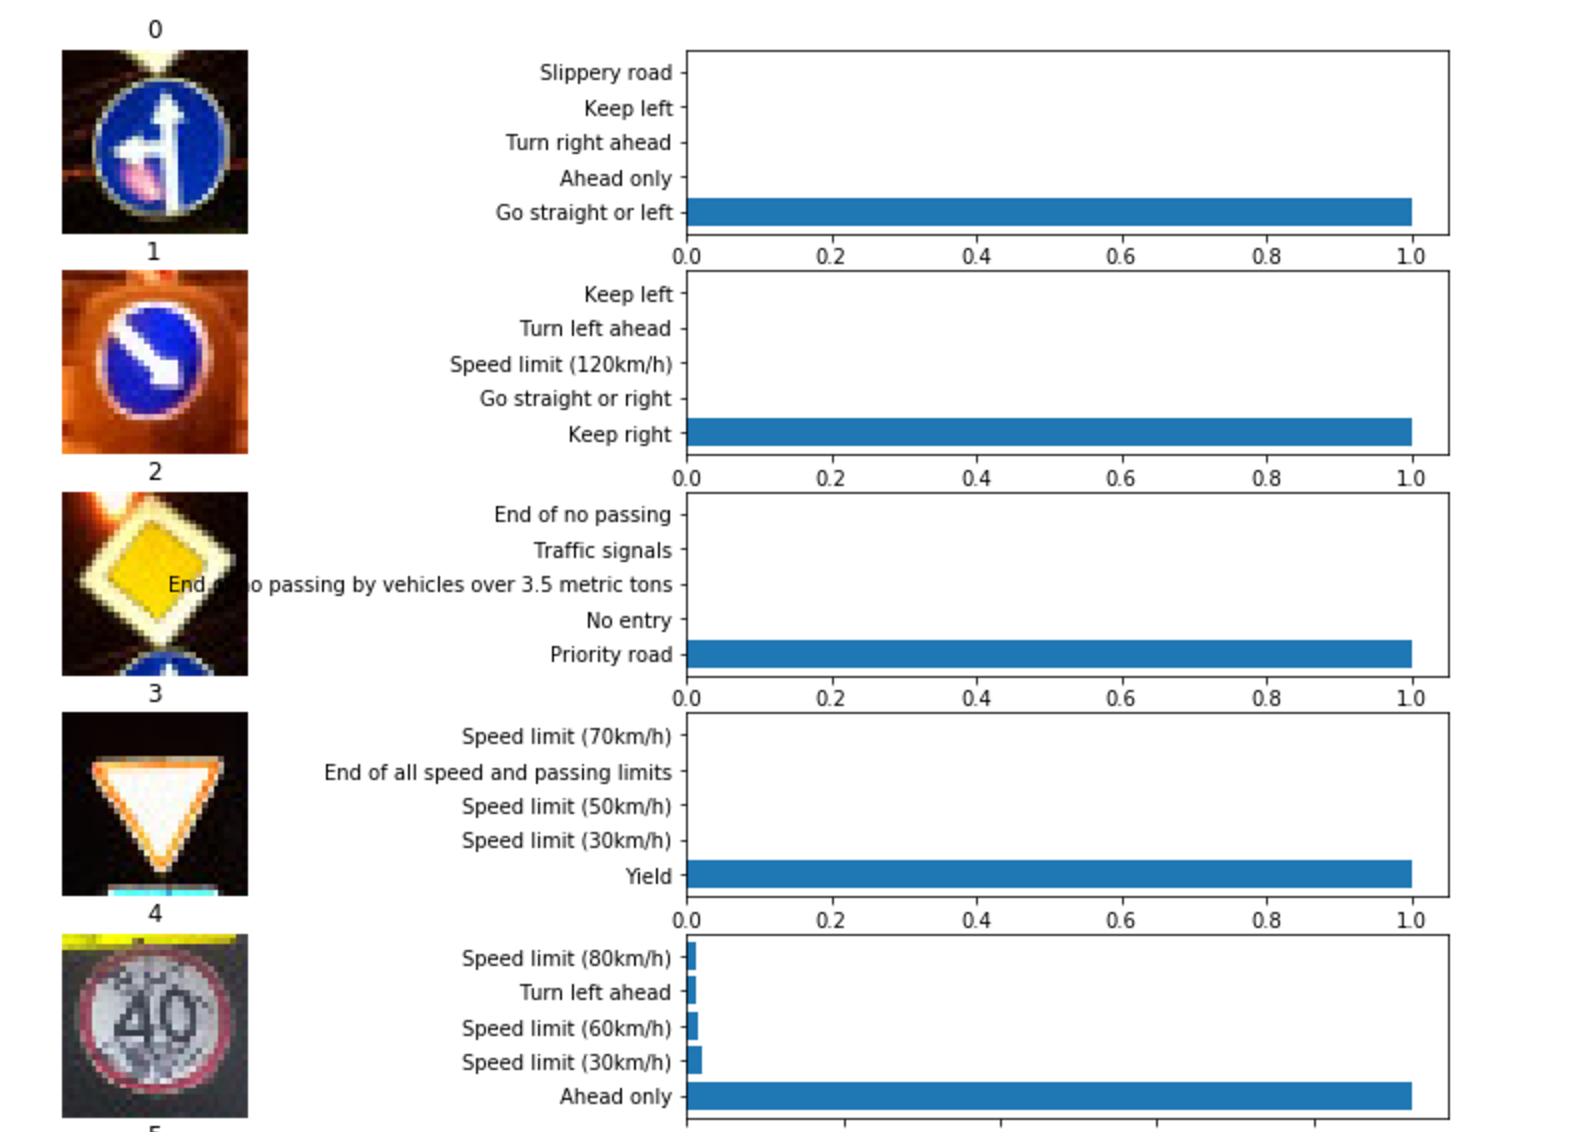 0
Slippery road
Keep left
Turn right ahead
Ahead only
Go straight or left
0.0 0.2 0.4 0.6 0.8 1.0
1
Keep left
Turn left ahead
Speed limit (120km/h)
Go straight or right
Keep right
0.0 0.2 0.4 0.6 0.8 1.0
2
End of no passing
Traffic signals
End of no passing by vehicles over 3.5 metric tons
No entry
Priority road
0.0 0.2 0.4 0.6 0.8 1.0
3
Speed limit (70km/h)
End of all speed and passing limits
Speed limit (50km/h)
Speed limit (30km/h)
Yield
0.0 0.2 0.4 0.6 0.8 1.0
4
40
Speed limit (80km/h)
Turn left ahead
Speed limit (60km/h)
Speed limit (30km/h)
Ahead only